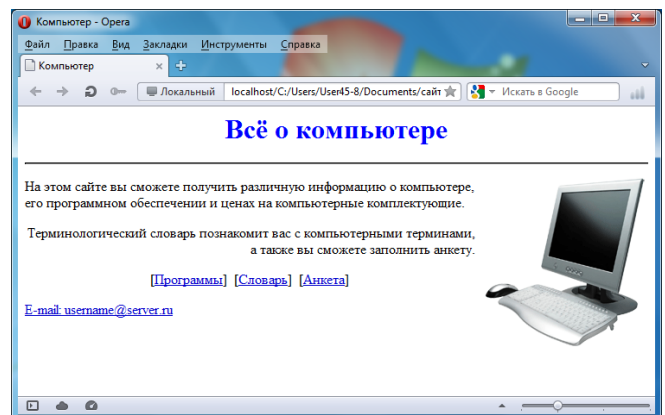 Компьютер - Opera
Файл Правка Вид Закладки Инструменты Справка
Компьютер
Локальный localhost/C:/Users/User45-8/Documents/сайт Искать в Google
Всё о компьютере
На этом сайте вы сможете получить различную информацию о компьютере,
его программном обеспечении и ценах на компьютерные комплектующие.
Терминологический словарь познакомит вас с компьютерными терминами,
а также вы сможете заполнить анкету.
[Программы] [Словарь] [Анкета]
E-mail: username@server.ru